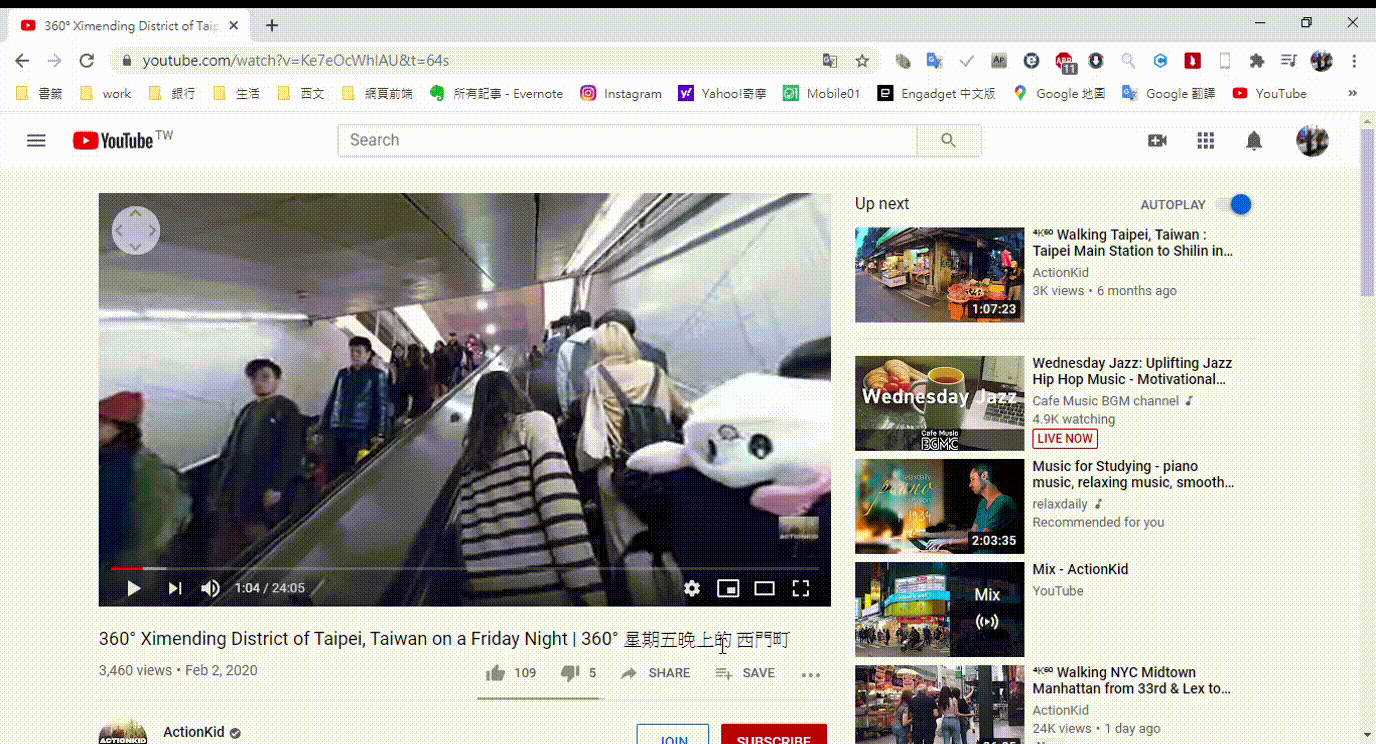 360° Ximending District of Taip
youtube.com/watch?v=Ke7eOcWhIAU&t=64s
11
書籤 work 銀行 生活 西文 網頁前端 所有記事 - Evernote Instagram Yahoo!奇摩 Mobile01 Engadget 中文版 Google 地圖 Google 翻譯 YouTube »
YouTube TW
Search
Up next
AUTOPLAY
4K60 Walking Taipei, Taiwan :
Taipei Main Station to Shilin in...
ActionKid
3K views • 6 months ago
1:07:23
Wednesday Jazz
Cafe Music
BGMC
Wednesday Jazz: Uplifting Jazz
Hip Hop Music - Motivational...
Cafe Music BGM channel
4.9K watching
LIVE NOW
relaxdaily
piano
2:03:35
Music for Studying - piano
music, relaxing music, smooth...
relaxdaily
Recommended for you
Mix
Mix - ActionKid
YouTube
4K60 Walking NYC Midtown
Manhattan from 33rd & Lex to...
ActionKid
24K views • 1 day ago
ACTIONKID
1:04 / 24:05
360° Ximending District of Taipei, Taiwan on a Friday Night | 360° 星期五晚上的 西門町
3,460 views • Feb 2, 2020
109 5 SHARE SAVE
ACTIONKID
ActionKid
JOIN
SUBSCRIBE